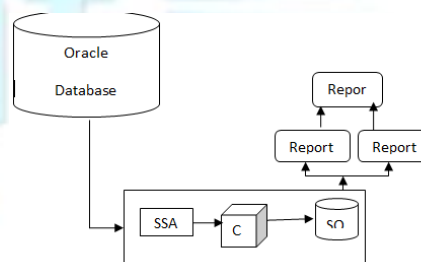 Oracle
Database
Repor
Report
Report
SSA
C
SO